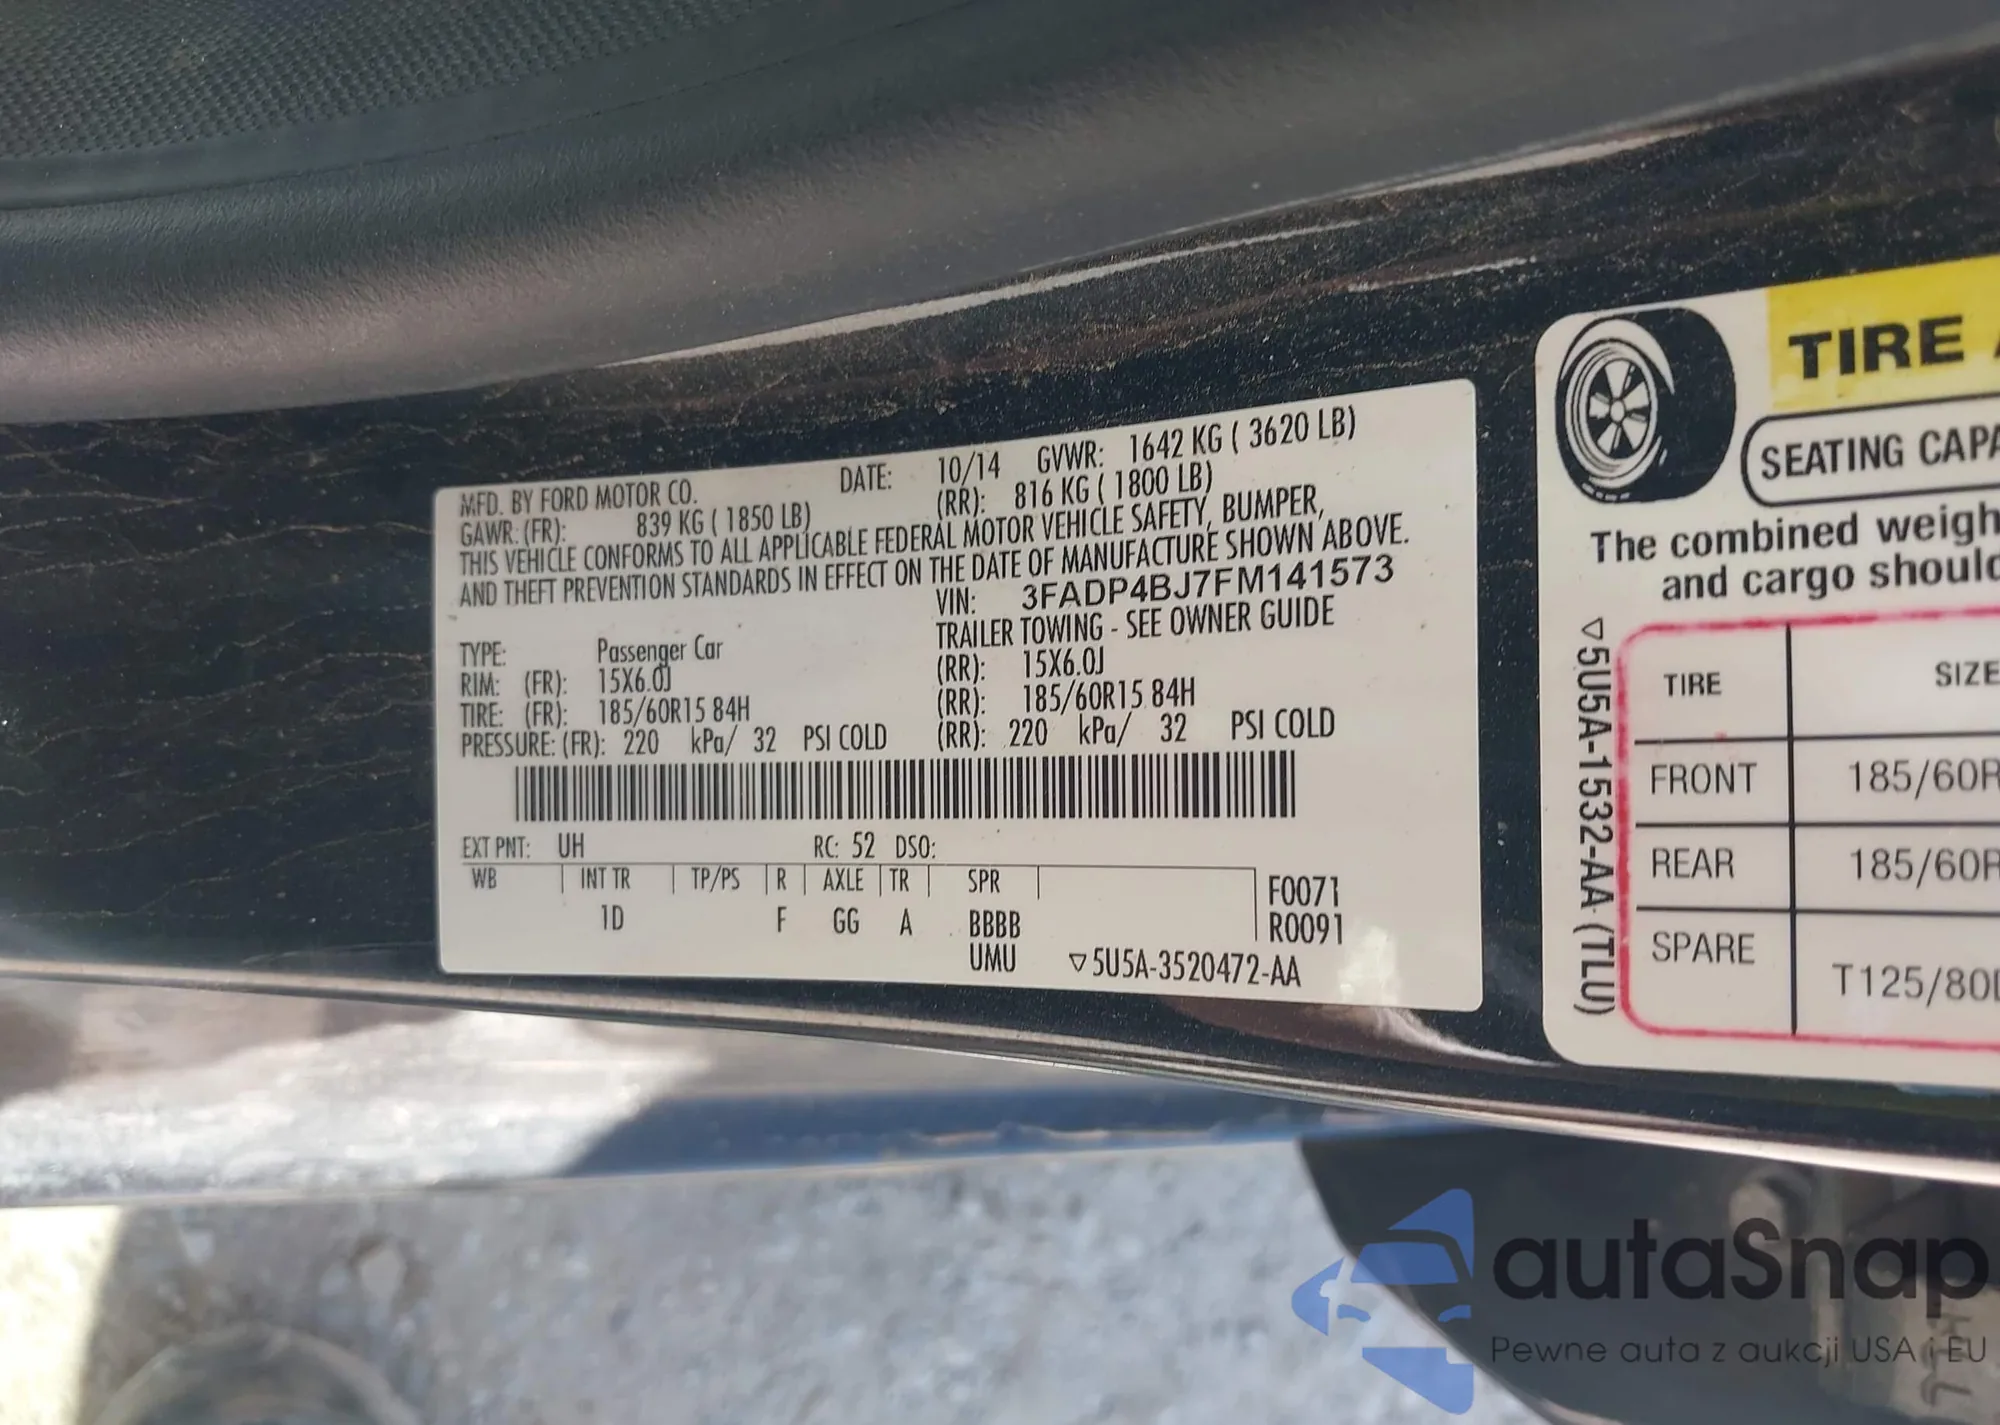 MFD. BY FORD MOTOR CO. DATE: 10/14 GVWR: 1642 KG ( 3620 LB)
GAWR: (FR): 839 KG ( 1850 LB) (RR): 816 KG ( 1800 LB)
THIS VEHICLE CONFORMS TO ALL APPLICABLE FEDERAL MOTOR VEHICLE SAFETY, BUMPER,
AND THEFT PREVENTION STANDARDS IN EFFECT ON THE DATE OF MANUFACTURE SHOWN ABOVE.
VIN: 3FADP4BJ7FM141573
TRAILER TOWING - SEE OWNER GUIDE
TYPE: Passenger Car
RIM: (FR): 15X6.0J (RR): 15X6.0J
TIRE: (FR): 185/60R15 84H (RR): 185/60R15 84H
PRESSURE: (FR): 220 kPa/ 32 PSI COLD (RR): 220 kPa/ 32 PSI COLD
EXT PNT: UH RC: 52 DSO:
WB INT TR TP/PS R AXLE TR SPR
1D F GG A BBBB
UMU
F0071
R0091
▽5U5A-3520472-AA
TIRE
SEATING CAPA
The combined weigh
and cargo should
▽5U5A-1532-AA (TLU)
TIRE SIZE
FRONT 185/60R
REAR 185/60R
SPARE T125/80
autaSnap
Pewne auta z aukcji USA i EU